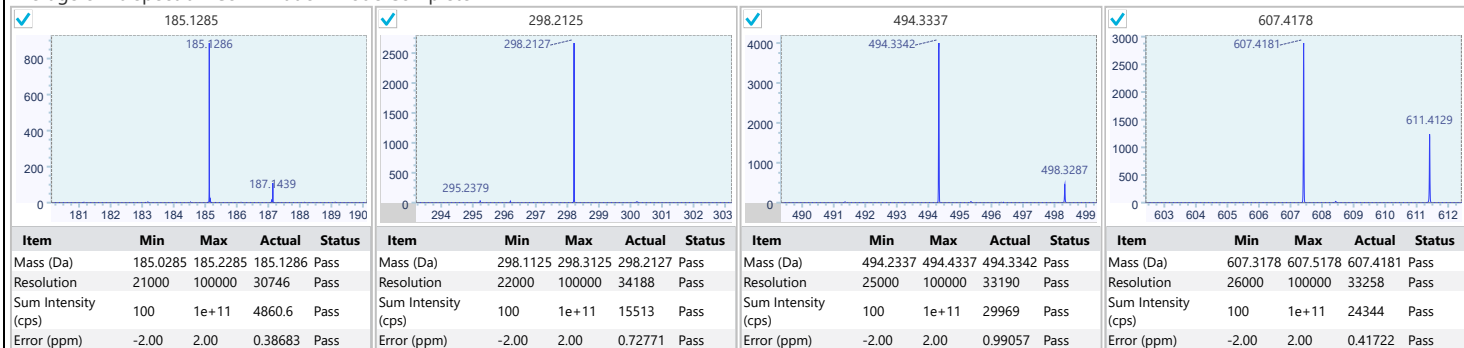 185.1285
298.2125
494.3337
607.4178
800
600
400
200
0
185.1286
187.1439
181 182 183 184 185 186 187 188 189 190
2500
2000
1500
1000
500
0
298.2127
295.2379
294 295 296 297 298 299 300 301 302 303
4000
3000
2000
1000
0
494.3342
498.3287
490 491 492 493 494 495 496 497 498 499
3000
2500
2000
1500
1000
500
0
607.4181
611.4129
603 604 605 606 607 608 609 610 611 612
Item Min Max Actual Status
Mass (Da) 185.0285 185.2285 185.1286 Pass
Resolution 21000 100000 30746 Pass
Sum Intensity
(cps) 100 1e+11 4860.6 Pass
Error (ppm) -2.00 2.00 0.38683 Pass
Item Min Max Actual Status
Mass (Da) 298.1125 298.3125 298.2127 Pass
Resolution 22000 100000 34188 Pass
Sum Intensity
(cps) 100 1e+11 15513 Pass
Error (ppm) -2.00 2.00 0.72771 Pass
Item Min Max Actual Status
Mass (Da) 494.2337 494.4337 494.3342 Pass
Resolution 25000 100000 33190 Pass
Sum Intensity
(cps) 100 1e+11 29969 Pass
Error (ppm) -2.00 2.00 0.99057 Pass
Item Min Max Actual Status
Mass (Da) 607.3178 607.5178 607.4181 Pass
Resolution 26000 100000 33258 Pass
Sum Intensity
(cps) 100 1e+11 24344 Pass
Error (ppm) -2.00 2.00 0.41722 Pass